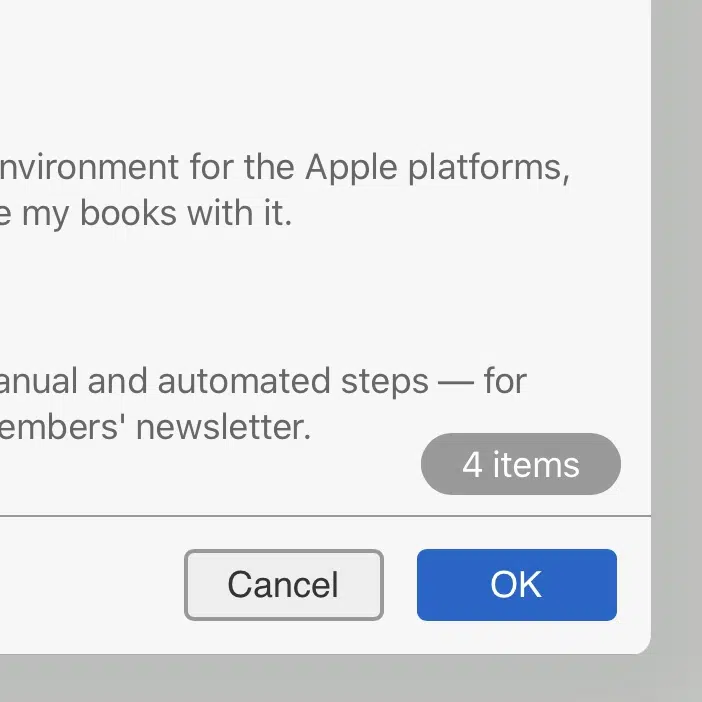 nvironment for the Apple platforms,
e my books with it.
anual and automated steps — for
embers' newsletter.
4 items
Cancel OK